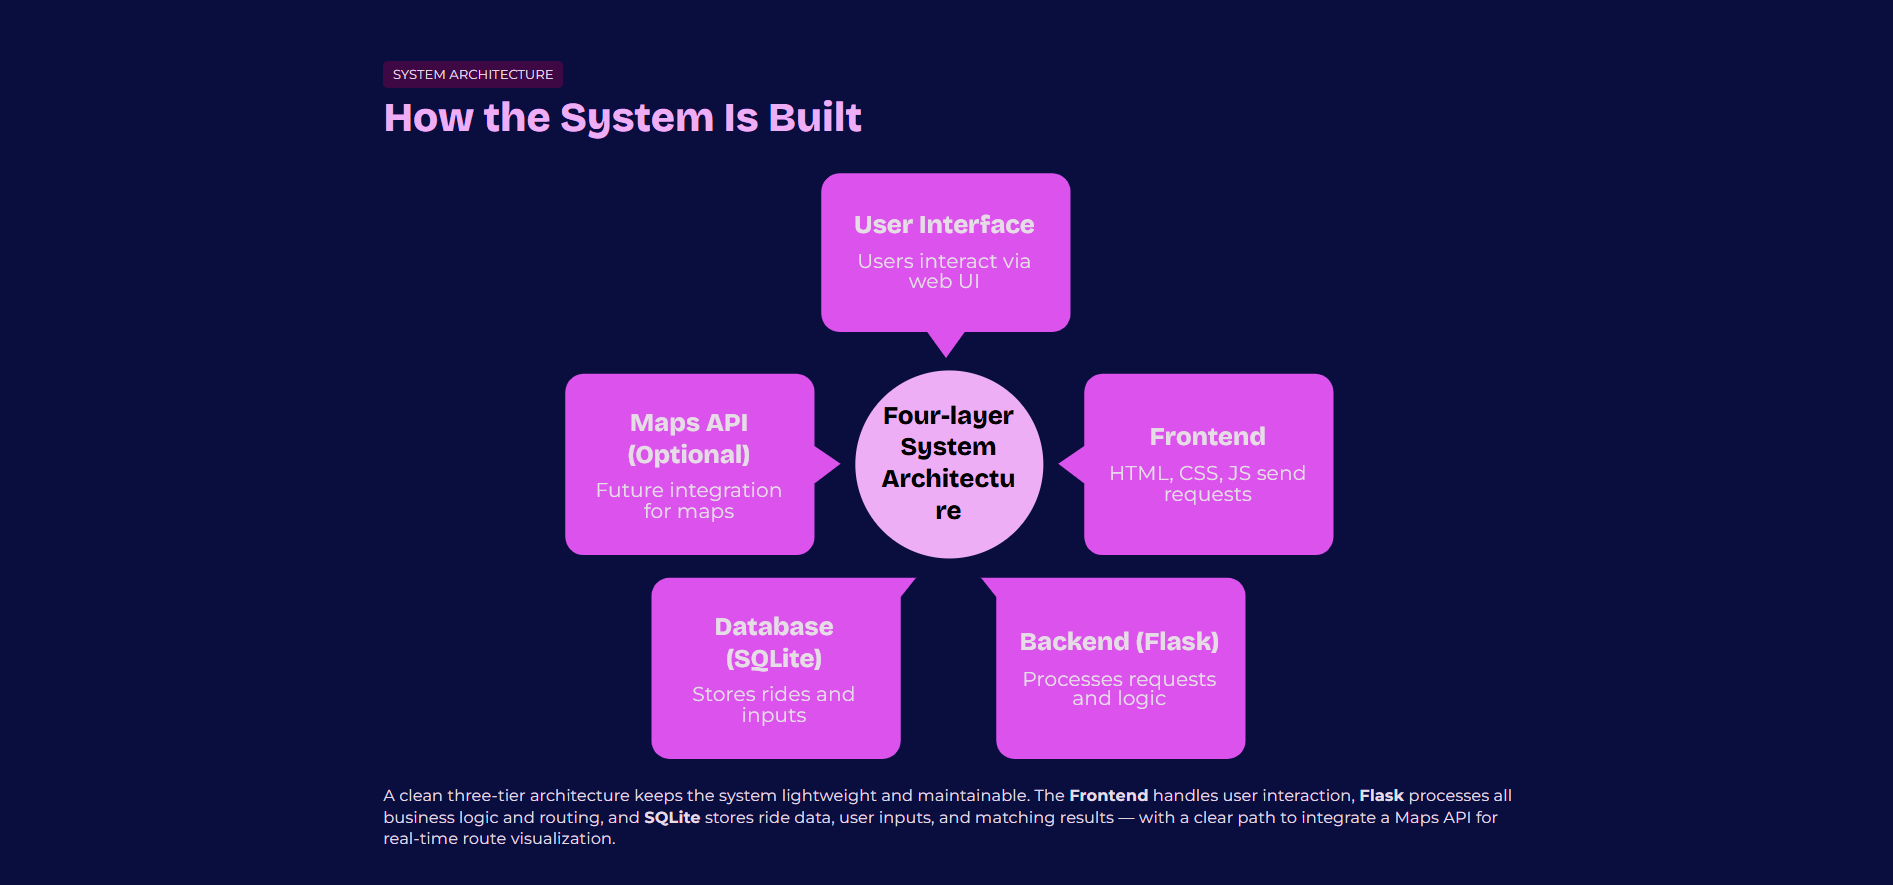 SYSTEM ARCHITECTURE
How the System Is Built
User Interface
Users interact via
web UI
Maps API
(Optional)
Future integration
for maps
Four-layer
System
Architectu
re
Frontend
HTML, CSS, JS send
requests
Database
(SQLite)
Stores rides and
inputs
Backend (Flask)
Processes requests
and logic
A clean three-tier architecture keeps the system lightweight and maintainable. The Frontend handles user interaction, Flask processes all
business logic and routing, and SQLite stores ride data, user inputs, and matching results — with a clear path to integrate a Maps API for
real-time route visualization.